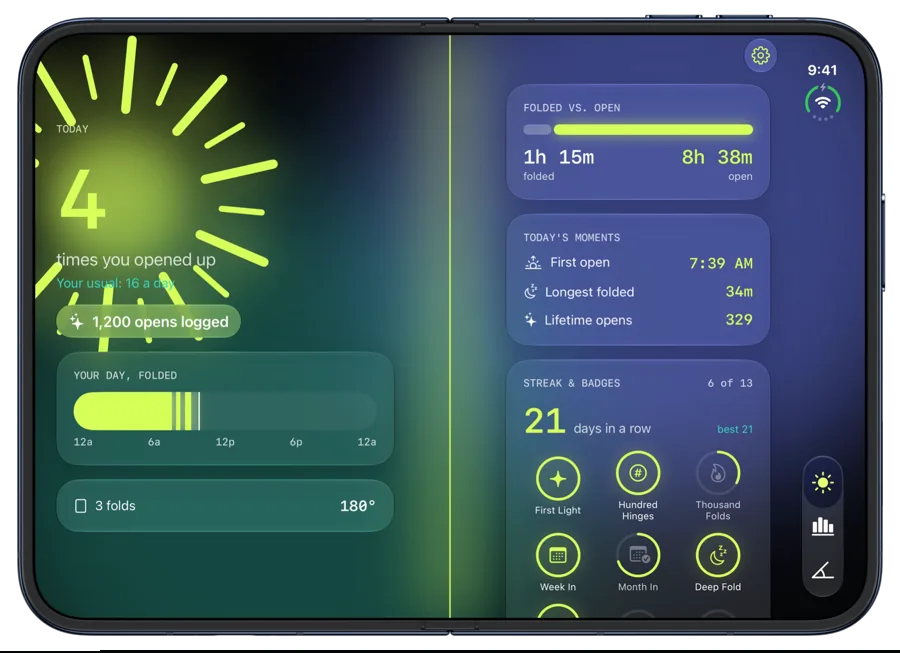 TODAY
4
times you opened up
Your usual: 16 a day
1,200 opens logged
YOUR DAY, FOLDED
12a 6a 12p 6p 12a
3 folds 180°
9:41
FOLDED VS. OPEN
1h 15m 8h 38m
folded open
TODAY'S MOMENTS
First open 7:39 AM
Longest folded 34m
Lifetime opens 329
STREAK & BADGES 6 of 13
21 days in a row best 21
First Light
Hundred
Hinges
Thousand
Folds
Week In
Month In
Deep Fold